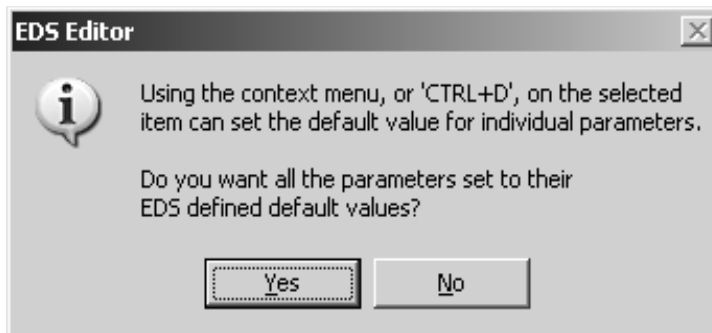 EDS Editor
Using the context menu, or 'CTRL+D', on the selected
item can set the default value for individual parameters.
Do you want all the parameters set to their
EDS defined default values?
Yes
No